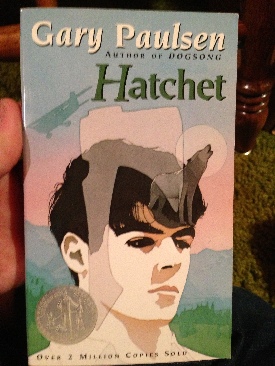 Gary Paulsen
AUTHOR OF DOGSONG
Hatchet
OVER 2 MILLION COPIES SOLD